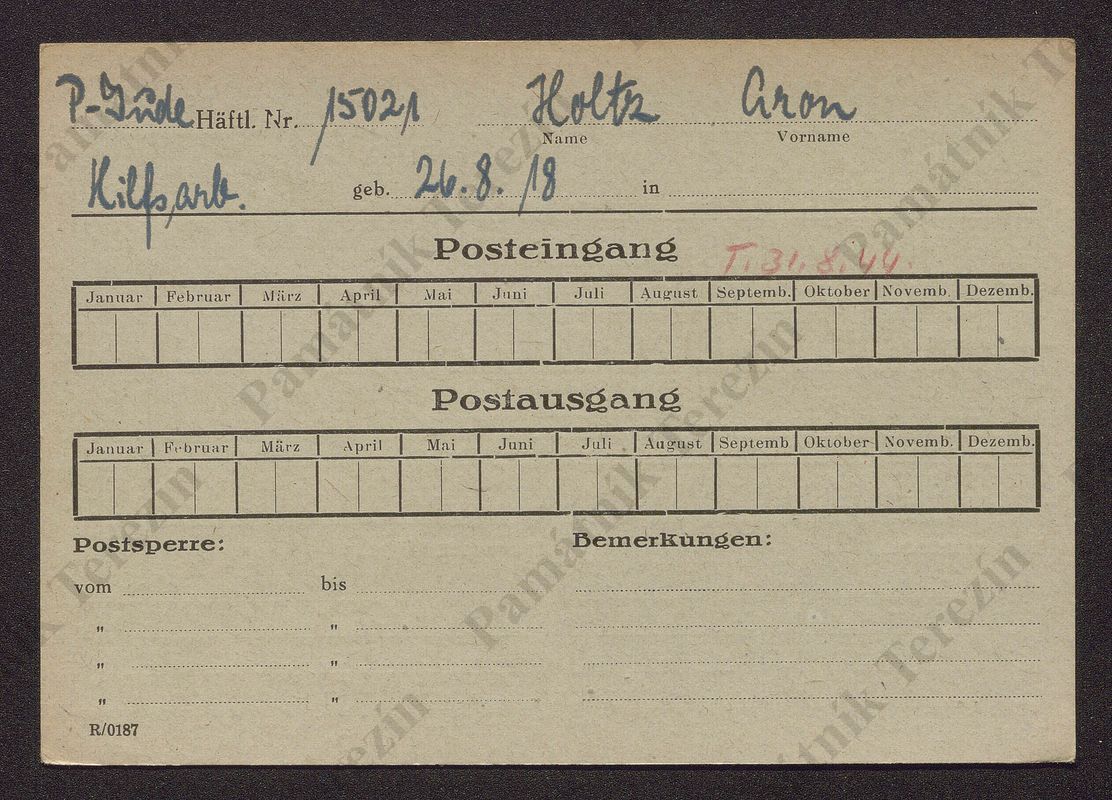 P-Jude Häftl. Nr. 15021 Holtz Aron
Name Vorname
Hilfsarb. geb. 26.8.18 in
Posteingang T. 31.8.44.
Januar Februar März April Mai Juni Juli August Septemb. Oktober Novemb. Dezemb.
Postausgang
Januar Februar März April Mai Juni Juli August Septemb Oktober Novemb. Dezemb.
Postsperre: Bemerkungen:
vom bis
" "
" "
" "
R/0187
Památník Terezín